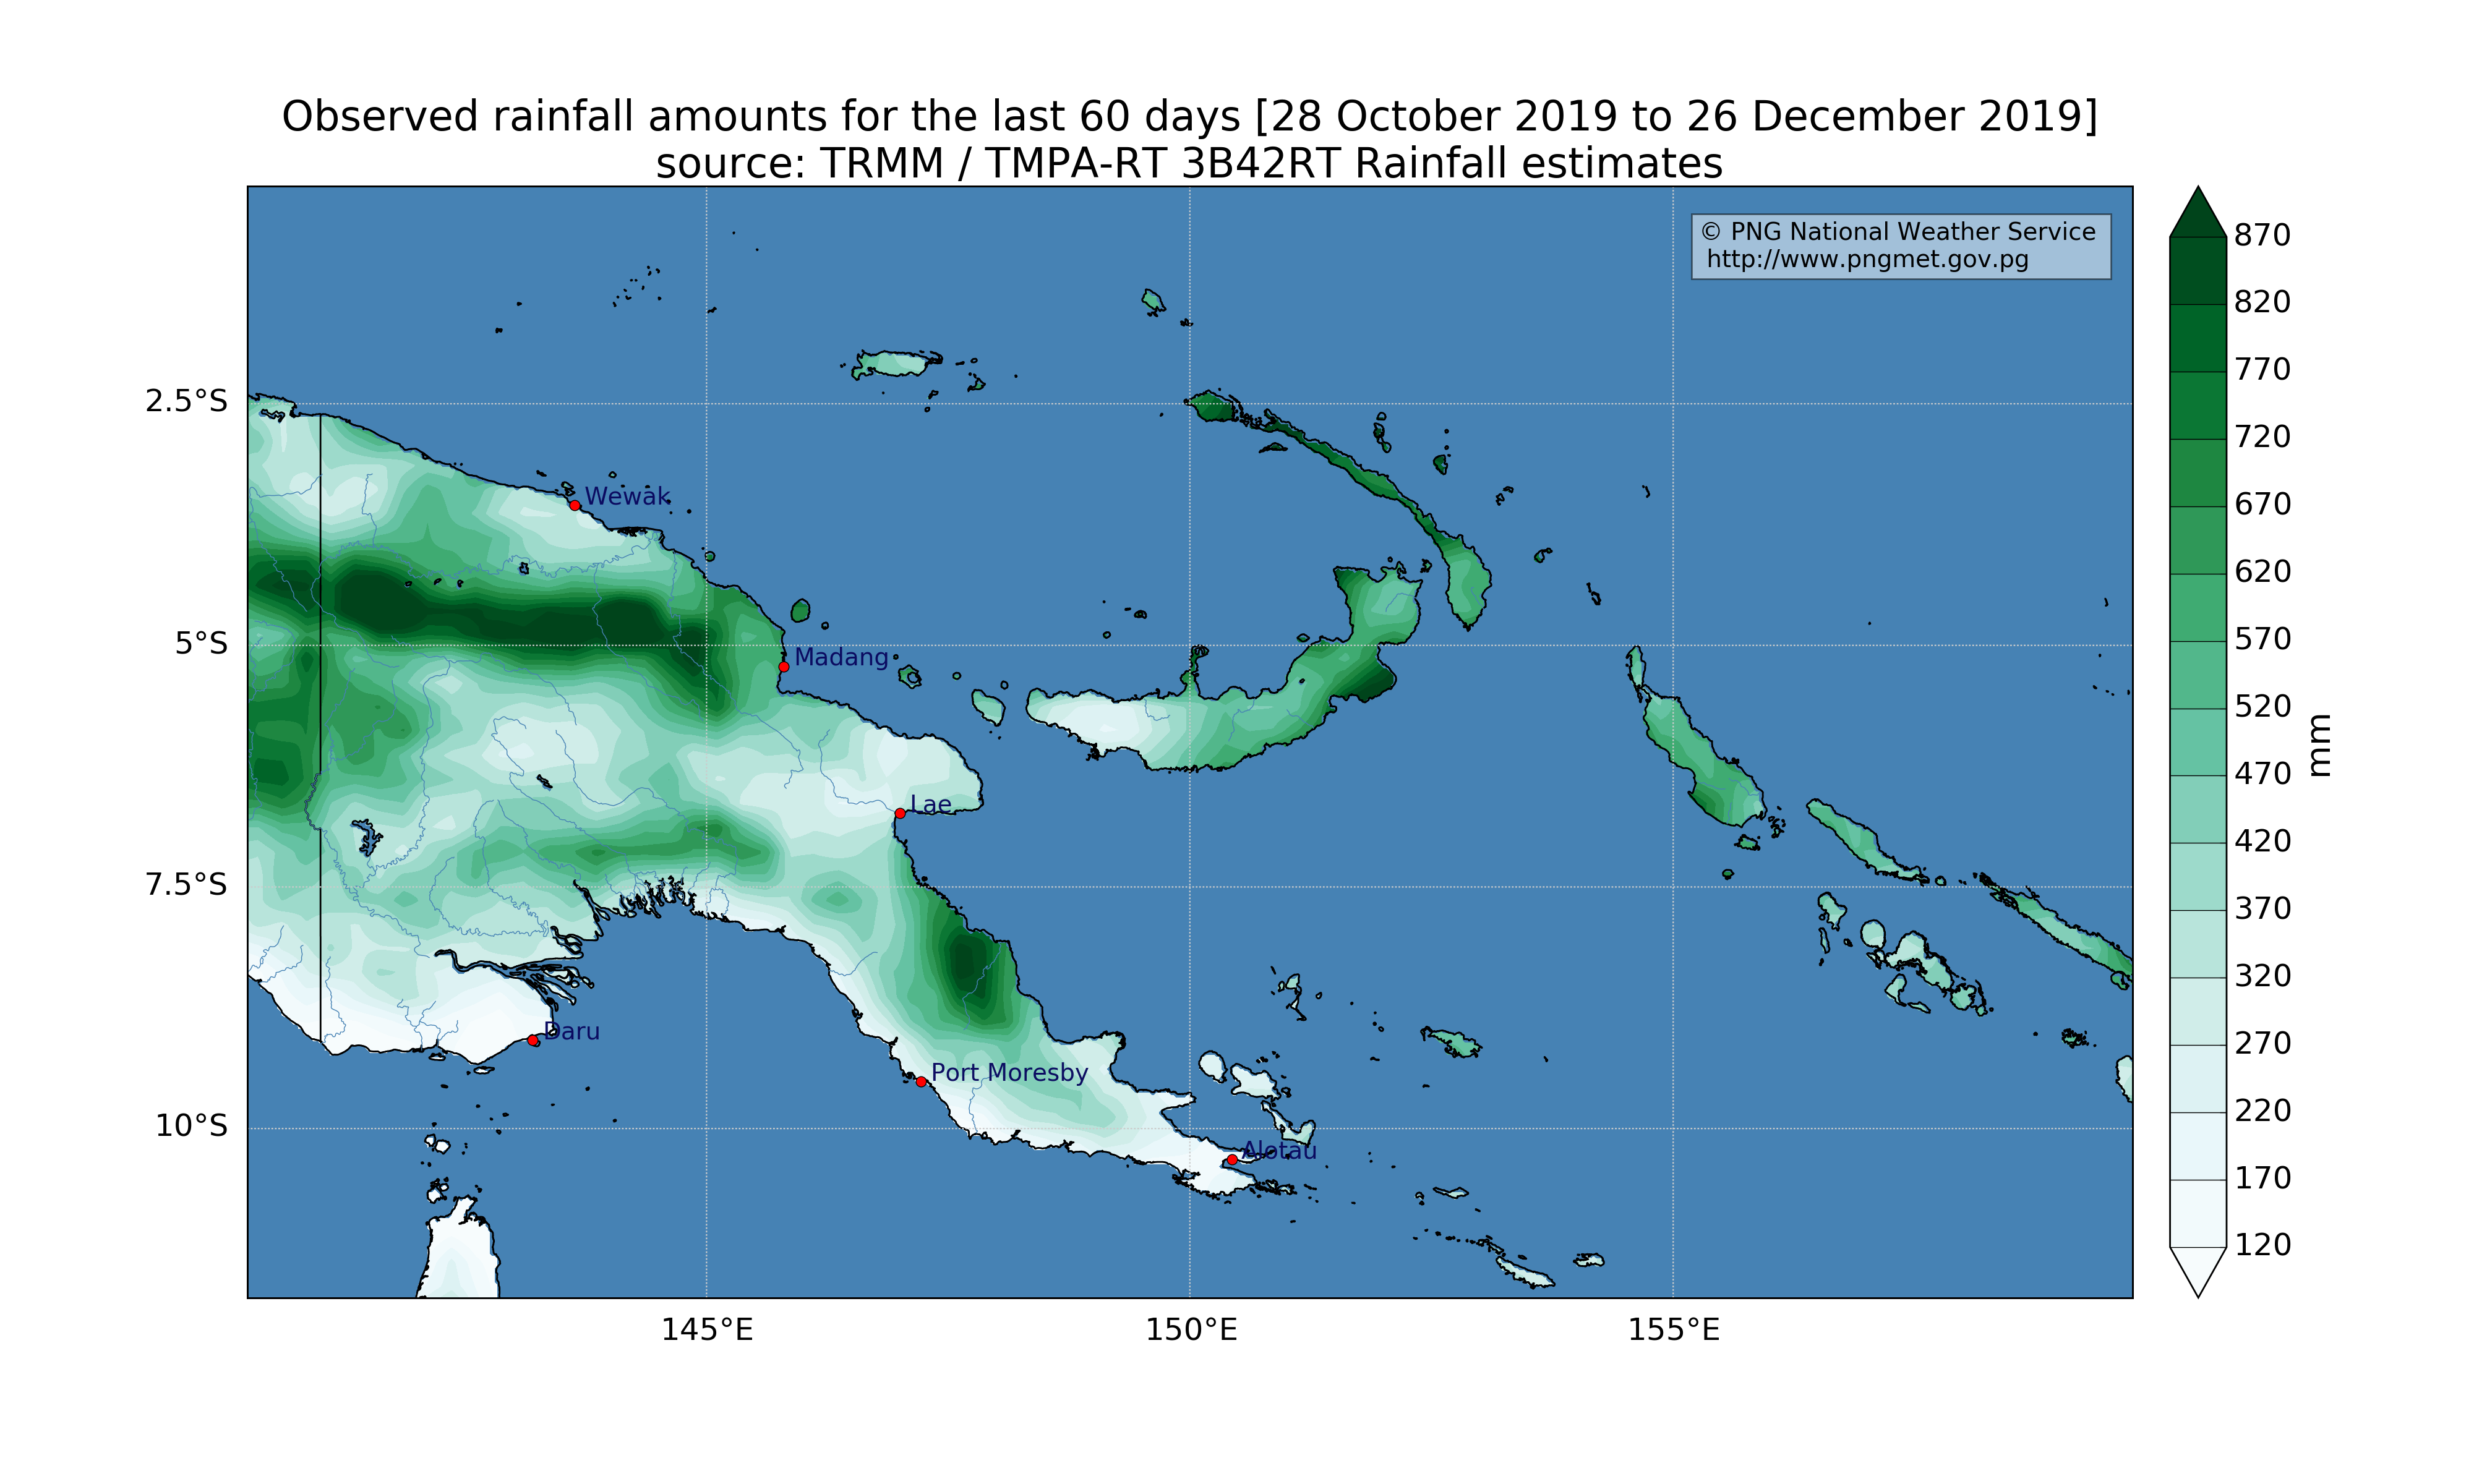 Observed rainfall amounts for the last 60 days [28 October 2019 to 26 December 2019]
source: TRMM / TMPA-RT 3B42RT Rainfall estimates
© PNG National Weather Service
http://www.pngmet.gov.pg
870
820
770
720
670
620
570
520
470
420
370
320
270
220
170
120
mm
2.5°S
5°S
7.5°S
10°S
Wewak
Madang
Lae
Daru
Port Moresby
Alotau
145°E
150°E
155°E